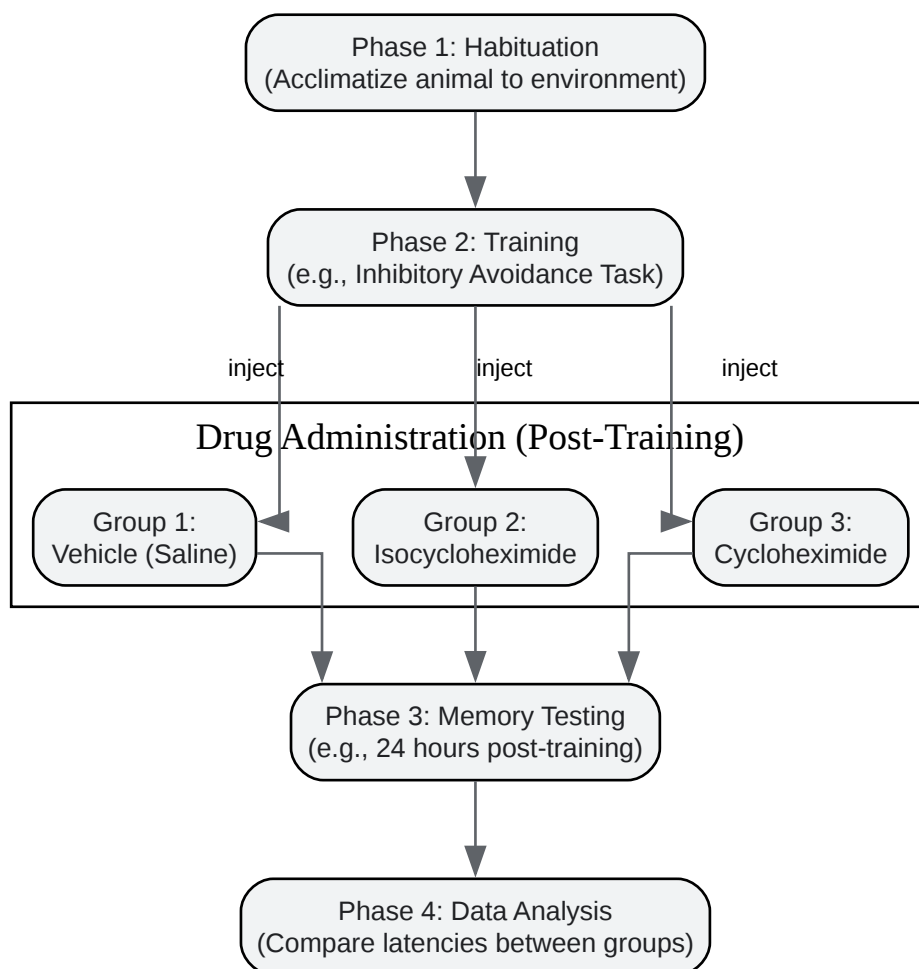 Phase 1: Habituation
(Acclimatize animal to environment)
Phase 2: Training
(e.g., Inhibitory Avoidance Task)
inject
inject
inject
Drug Administration (Post-Training)
Group 1:
Vehicle (Saline)
Group 2:
Isocycloheximide
Group 3:
Cycloheximide
Phase 3: Memory Testing
(e.g., 24 hours post-training)
Phase 4: Data Analysis
(Compare latencies between groups)